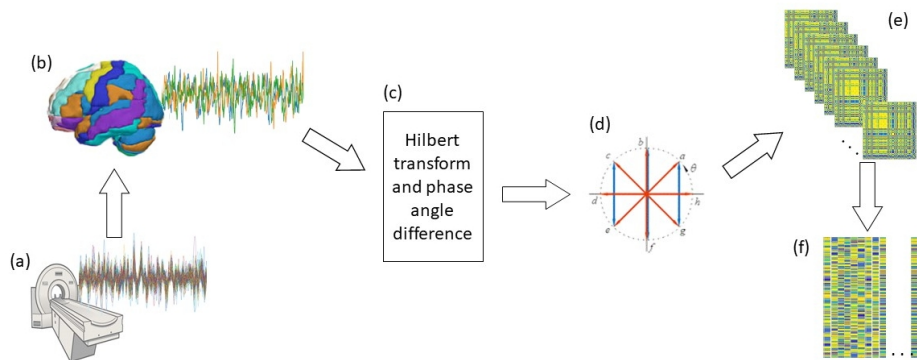 (e)
(b)
(c)
Hilbert
transform
and phase
angle
difference
(d)
b
c
a
θ
d
h
e
g
f
. . .
(a)
(f)
. . .